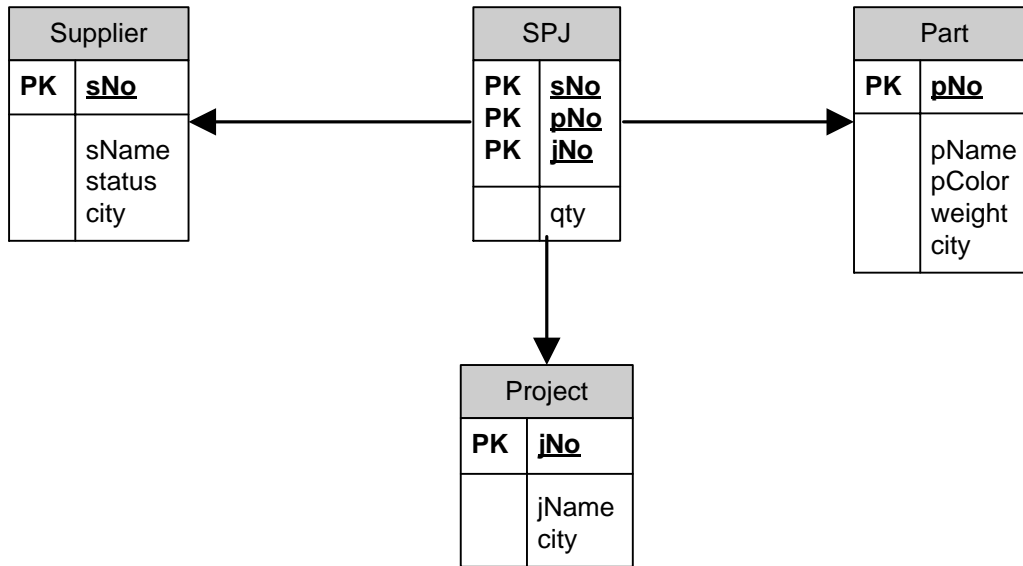 Supplier
PK sNo
sName
status
city
SPJ
PK sNo
PK pNo
PK jNo
qty
Part
PK pNo
pName
pColor
weight
city
Project
PK jNo
jName
city